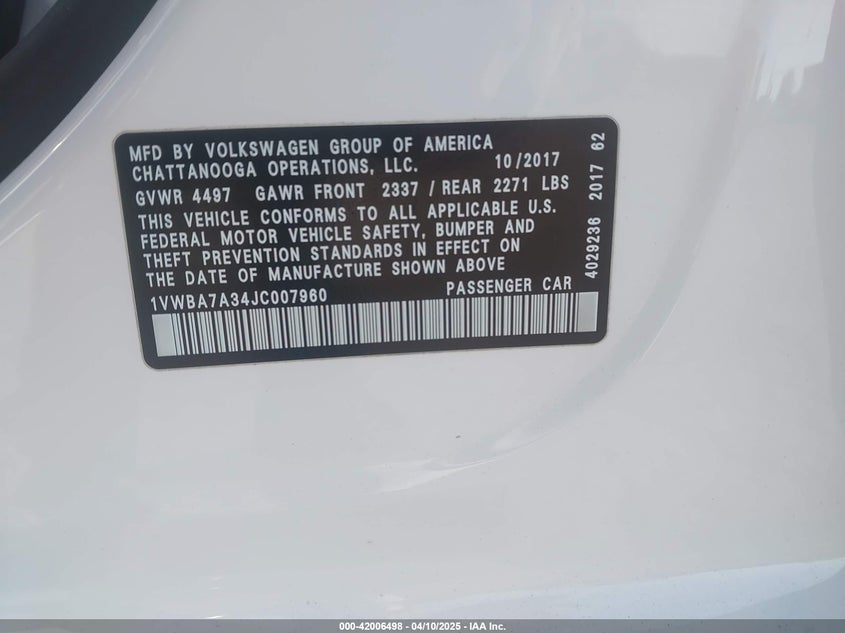 MFD BY VOLKSWAGEN GROUP OF AMERICA
CHATTANOOGA OPERATIONS, LLC. 10/2017
GVWR 4497 GAWR FRONT 2337 / REAR 2271 LBS
THIS VEHICLE CONFORMS TO ALL APPLICABLE U.S.
FEDERAL MOTOR VEHICLE SAFETY, BUMPER AND
THEFT PREVENTION STANDARDS IN EFFECT ON
THE DATE OF MANUFACTURE SHOWN ABOVE
1VWBA7A34JC007960 PASSENGER CAR
4029236 2017 62
000-42006498 - 04/10/2025 - IAA Inc.